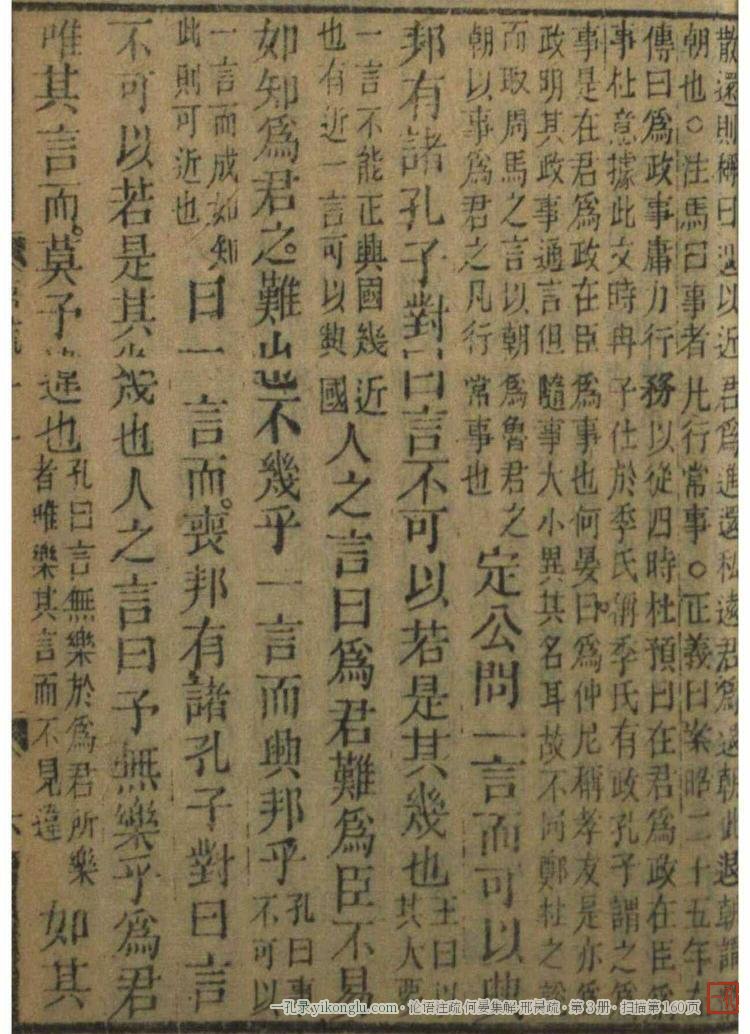 散還則稱曰退以近君爲進還私遠君爲退朝此退朝謂
朝也○注馬曰事者凡行常事○正義曰案昭二十五年左
傳曰爲政事庸力行務以從四時杜預曰在君爲政在臣爲
事杜意據此文時冉子仕於季氏稱季氏有政孔子謂之爲
事是在君爲政在臣爲事也何晏曰爲仲尼稱孝友是亦爲
政明其政事通言但隨事大小異其名耳故不同鄭杜之說
而取周馬之言以朝爲魯君之
朝以事爲君之凡行常事也
定公問一言而可以興
邦有諸孔子對曰言不可以若是其幾也
王曰以
其大要
一言不能正興國幾近
也有近一言可以興國
人之言曰爲君難爲臣不易
如知爲君之難也不幾乎一言而興邦乎
孔曰事
不可以
一言而成如知
此則可近也
曰一言而喪邦有諸孔子對曰言
不可以若是其幾也人之言曰予無樂乎爲君
唯其言而莫予違也
孔曰言無樂於爲君所樂
者唯樂其言而不見違
如其
一孔录yikonglu.com · 论语注疏.何晏集解.邢昺疏 · 第3册 · 扫描第160页